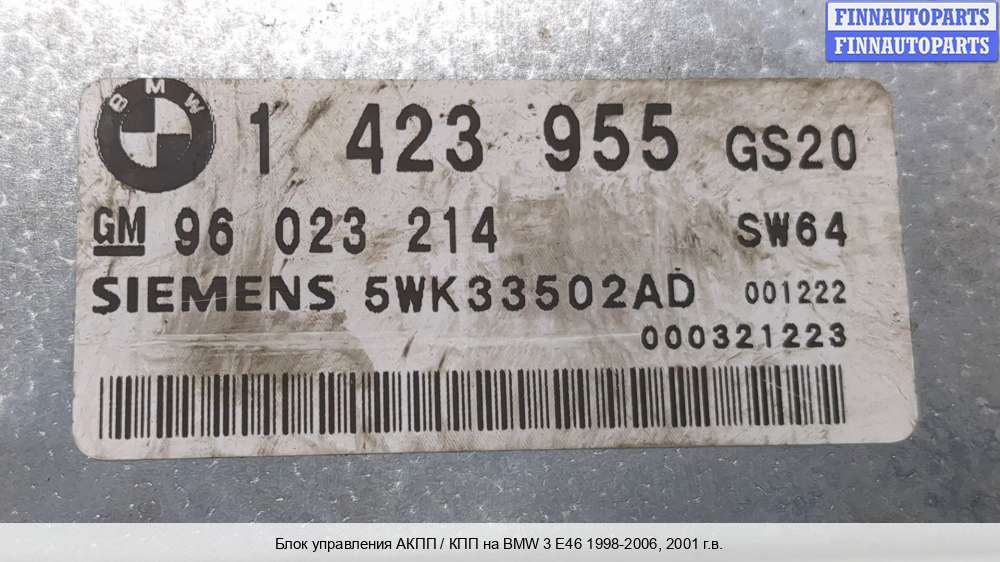 FINNAUTOPARTS
FINNAUTOPARTS
BMW 1 423 955 GS20
GM 96 023 214 SW64
SIEMENS 5WK33502AD 001222
000321223
Блок управления АКПП / КПП на BMW 3 E46 1998-2006, 2001 г.в.